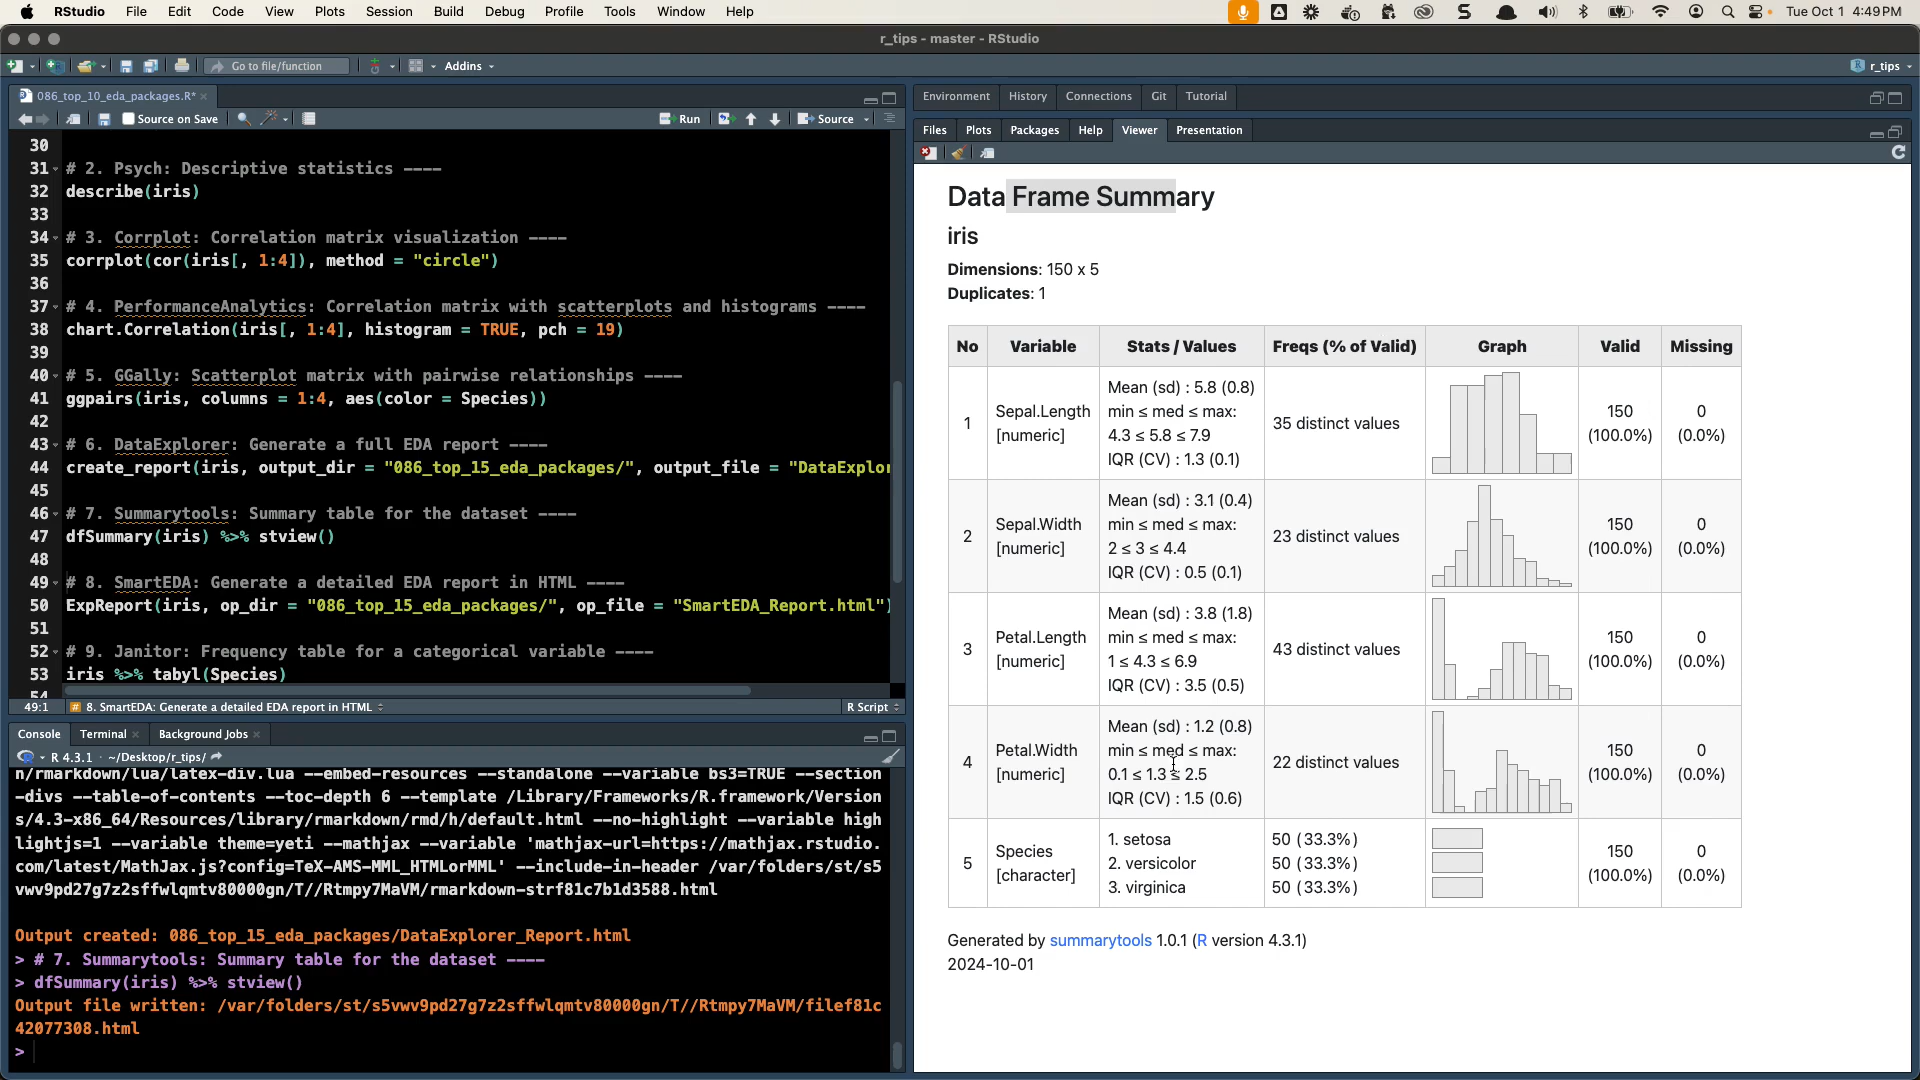 RStudio File Edit Code View Plots Session Build Debug Profile Tools Window Help
Tue Oct 1 4:49 PM
r_tips - master - RStudio
Go to file/function
Addins
r_tips
086_top_10_eda_packages.R*
Source on Save
Run
Source
30
31 # 2. Psych: Descriptive statistics ----
32 describe(iris)
33
34 # 3. Corrplot: Correlation matrix visualization ----
35 corrplot(cor(iris[, 1:4]), method = "circle")
36
37 # 4. PerformanceAnalytics: Correlation matrix with scatterplots and histograms ----
38 chart.Correlation(iris[, 1:4], histogram = TRUE, pch = 19)
39
40 # 5. GGally: Scatterplot matrix with pairwise relationships ----
41 ggpairs(iris, columns = 1:4, aes(color = Species))
42
43 # 6. DataExplorer: Generate a full EDA report ----
44 create_report(iris, output_dir = "086_top_15_eda_packages/", output_file = "DataExplor
45
46 # 7. Summarytools: Summary table for the dataset ----
47 dfSummary(iris) %>% stview()
48
49 # 8. SmartEDA: Generate a detailed EDA report in HTML ----
50 ExpReport(iris, op_dir = "086_top_15_eda_packages/", op_file = "SmartEDA_Report.html")
51
52 # 9. Janitor: Frequency table for a categorical variable ----
53 iris %>% tabyl(Species)
54
49:1
# 8. SmartEDA: Generate a detailed EDA report in HTML
R Script
Console Terminal Background Jobs
R 4.3.1 · ~/Desktop/r_tips/
n/rmarkdown/lua/latex-div.lua --embed-resources --standalone --variable bs3=TRUE --section
-divs --table-of-contents --toc-depth 6 --template /Library/Frameworks/R.framework/Version
s/4.3-x86_64/Resources/library/rmarkdown/rmd/h/default.html --no-highlight --variable high
lightjs=1 --variable theme=yeti --mathjax --variable 'mathjax-url=https://mathjax.rstudio.
com/latest/MathJax.js?config=TeX-AMS-MML_HTMLorMML' --include-in-header /var/folders/st/s5
vwv9pd27g7z2sffwlqmtv80000gn/T//Rtmpy7MaVM/rmarkdown-strf81c7b1d3588.html
Output created: 086_top_15_eda_packages/DataExplorer_Report.html
> # 7. Summarytools: Summary table for the dataset ----
> dfSummary(iris) %>% stview()
Output file written: /var/folders/st/s5vwv9pd27g7z2sffwlqmtv80000gn/T//Rtmpy7MaVM/filef81c
42077308.html
>
Environment History Connections Git Tutorial
Files Plots Packages Help Viewer Presentation
Data Frame Summary
iris
Dimensions: 150 x 5
Duplicates: 1
No Variable Stats / Values Freqs (% of Valid) Graph Valid Missing
1
Sepal.Length
[numeric]
Mean (sd) : 5.8 (0.8)
min ≤ med ≤ max:
4.3 ≤ 5.8 ≤ 7.9
IQR (CV) : 1.3 (0.1)
35 distinct values
150
(100.0%)
0
(0.0%)
2
Sepal.Width
[numeric]
Mean (sd) : 3.1 (0.4)
min ≤ med ≤ max:
2 ≤ 3 ≤ 4.4
IQR (CV) : 0.5 (0.1)
23 distinct values
150
(100.0%)
0
(0.0%)
3
Petal.Length
[numeric]
Mean (sd) : 3.8 (1.8)
min ≤ med ≤ max:
1 ≤ 4.3 ≤ 6.9
IQR (CV) : 3.5 (0.5)
43 distinct values
150
(100.0%)
0
(0.0%)
4
Petal.Width
[numeric]
Mean (sd) : 1.2 (0.8)
min ≤ med ≤ max:
0.1 ≤ 1.3 ≤ 2.5
IQR (CV) : 1.5 (0.6)
22 distinct values
150
(100.0%)
0
(0.0%)
5
Species
[character]
1. setosa
2. versicolor
3. virginica
50 (33.3%)
50 (33.3%)
50 (33.3%)
150
(100.0%)
0
(0.0%)
Generated by summarytools 1.0.1 (R version 4.3.1)
2024-10-01